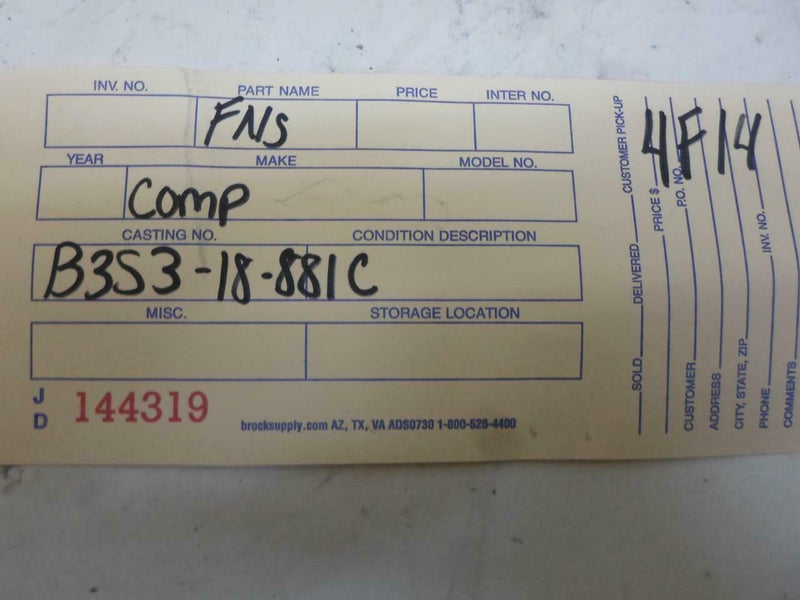 INV. NO. PART NAME PRICE INTER NO.
FNS
YEAR MAKE MODEL NO.
Comp
CASTING NO. CONDITION DESCRIPTION
B3S3-18-881C
MISC. STORAGE LOCATION
JD 144319
brocksupply.com AZ, TX, VA ADS0730 1-800-528-4400
4F14
SOLD DELIVERED CUSTOMER PICK-UP
PRICE $
CUSTOMER P.O. NO.
ADDRESS
CITY, STATE, ZIP
PHONE INV. NO.
COMMENTS